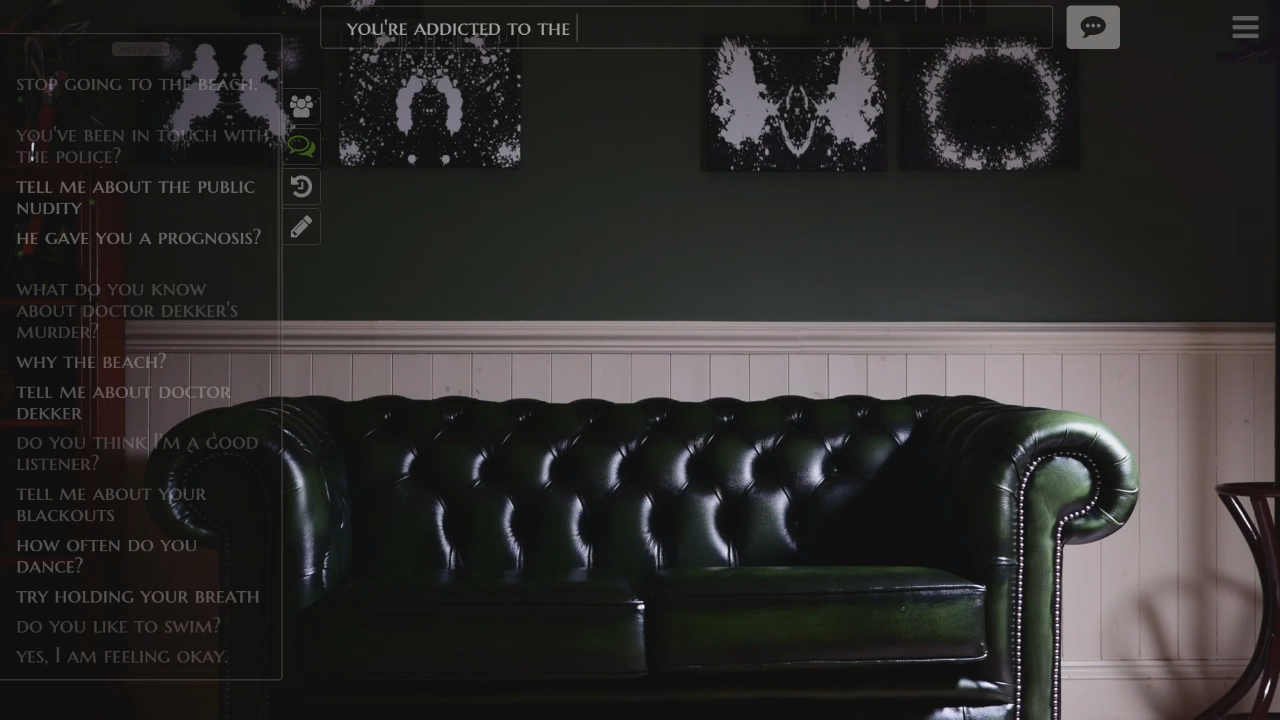 YOU'RE ADDICTED TO THE
SHOW ALL
STOP GOING TO THE BEACH.
*
YOU'VE BEEN IN TOUCH WITH
THE POLICE?
TELL ME ABOUT THE PUBLIC
NUDITY *
HE GAVE YOU A PROGNOSIS?
*
WHAT DO YOU KNOW
ABOUT DOCTOR DEKKER'S
MURDER?
WHY THE BEACH?
TELL ME ABOUT DOCTOR
DEKKER
DO YOU THINK I'M A GOOD
LISTENER?
TELL ME ABOUT YOUR
BLACKOUTS
HOW OFTEN DO YOU
DANCE?
TRY HOLDING YOUR BREATH
DO YOU LIKE TO SWIM?
YES, I AM FEELING OKAY.